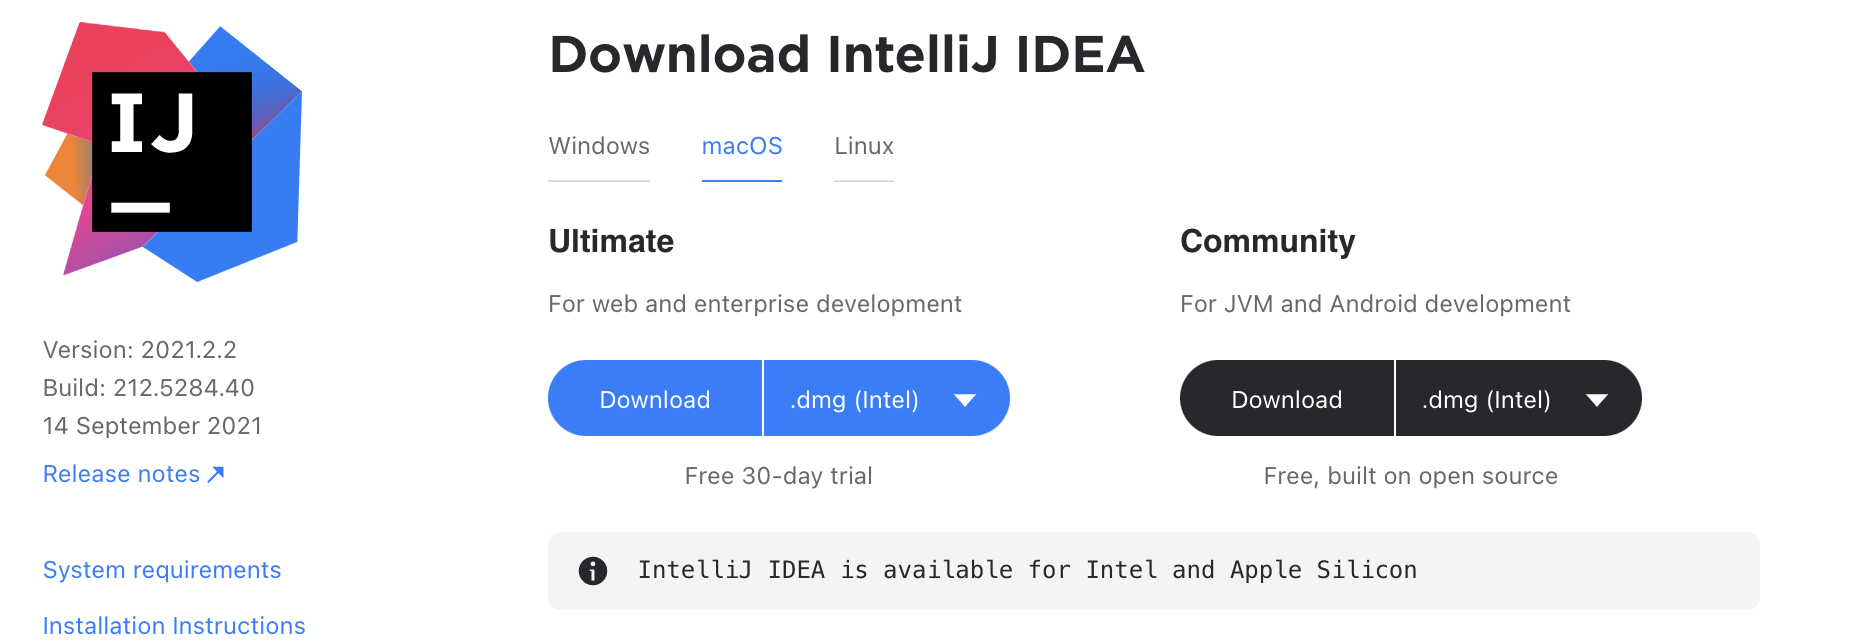 IJ
Version: 2021.2.2
Build: 212.5284.40
14 September 2021
Release notes ↗
System requirements
Installation Instructions
Download IntelliJ IDEA
Windows macOS Linux
Ultimate
For web and enterprise development
Download .dmg (Intel)
Free 30-day trial
Community
For JVM and Android development
Download .dmg (Intel)
Free, built on open source
IntelliJ IDEA is available for Intel and Apple Silicon